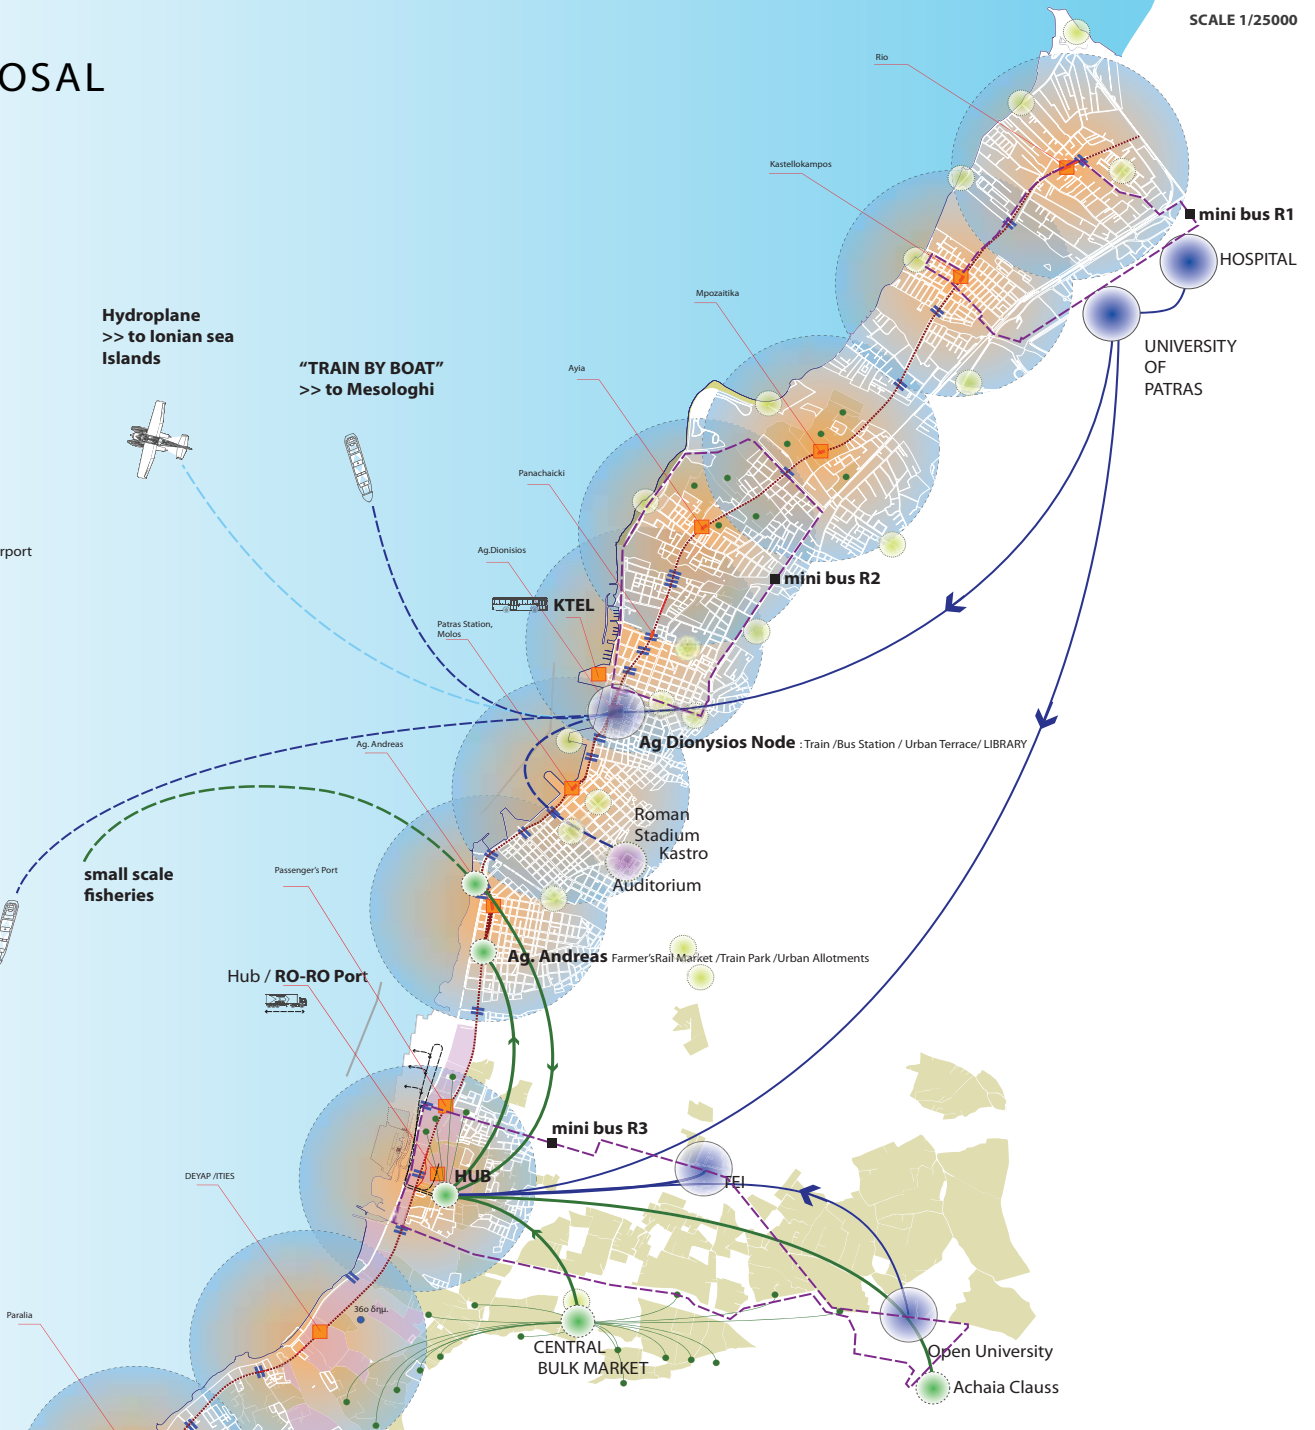 SCALE 1/25000
OSAL
Rio
Kastellokampos
mini bus R1
HOSPITAL
Mpozaitika
Hydroplane
>> to Ionian sea
Islands
UNIVERSITY
OF
PATRAS
“TRAIN BY BOAT”
>> to Mesologhi
Ayia
Panachaicki
rport
Ag.Dionisios
mini bus R2
KTEL
Patras Station,
Molos
Ag. Andreas
Ag Dionysios Node : Train /Bus Station / Urban Terrace/ LIBRARY
Roman
Stadium
Kastro
Auditorium
small scale
fisheries
Passenger's Port
Ag. Andreas Farmer'sRail Market /Train Park /Urban Allotments
Hub / RO-RO Port
mini bus R3
HUB
TEI
DEYAP /ITIES
36ο δημ.
Paralia
CENTRAL
BULK MARKET
Open University
Achaia Clauss